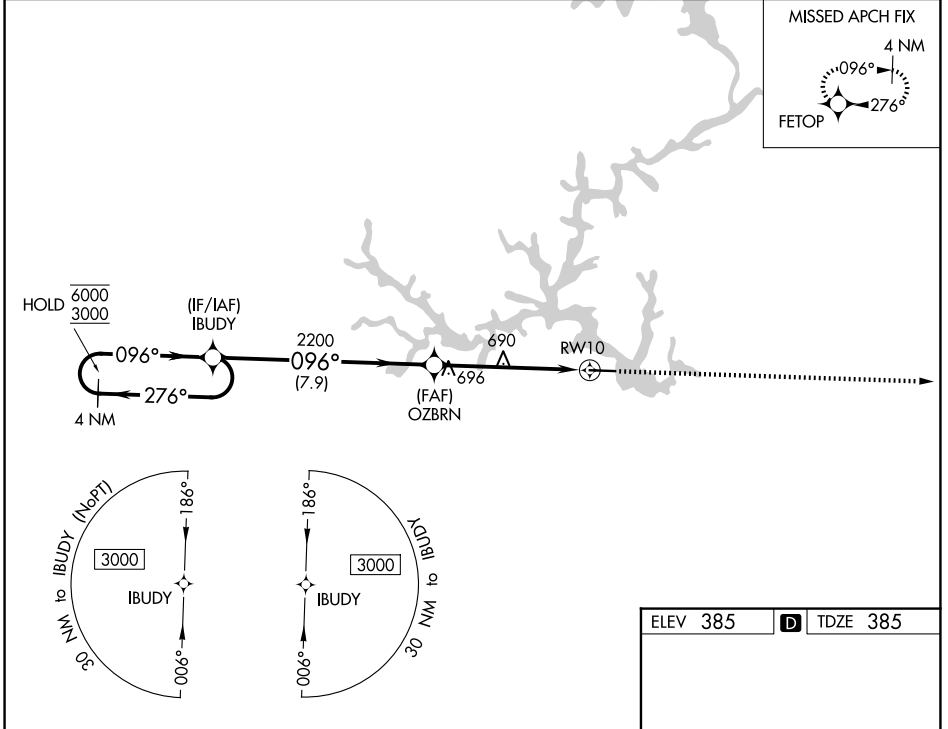 MISSED APCH FIX
4 NM
096°
276°
FETOP
HOLD
6000
3000
(IF/IAF)
IBUDY
096°
276°
4 NM
2200
096°
(7.9)
690
696
(FAF)
OZBRN
RW10
30 NM to IBUDY (NoPT)
186°
3000
IBUDY
006°
186°
3000
IBUDY
006°
30 NM to IBUDY
ELEV 385 D TDZE 385